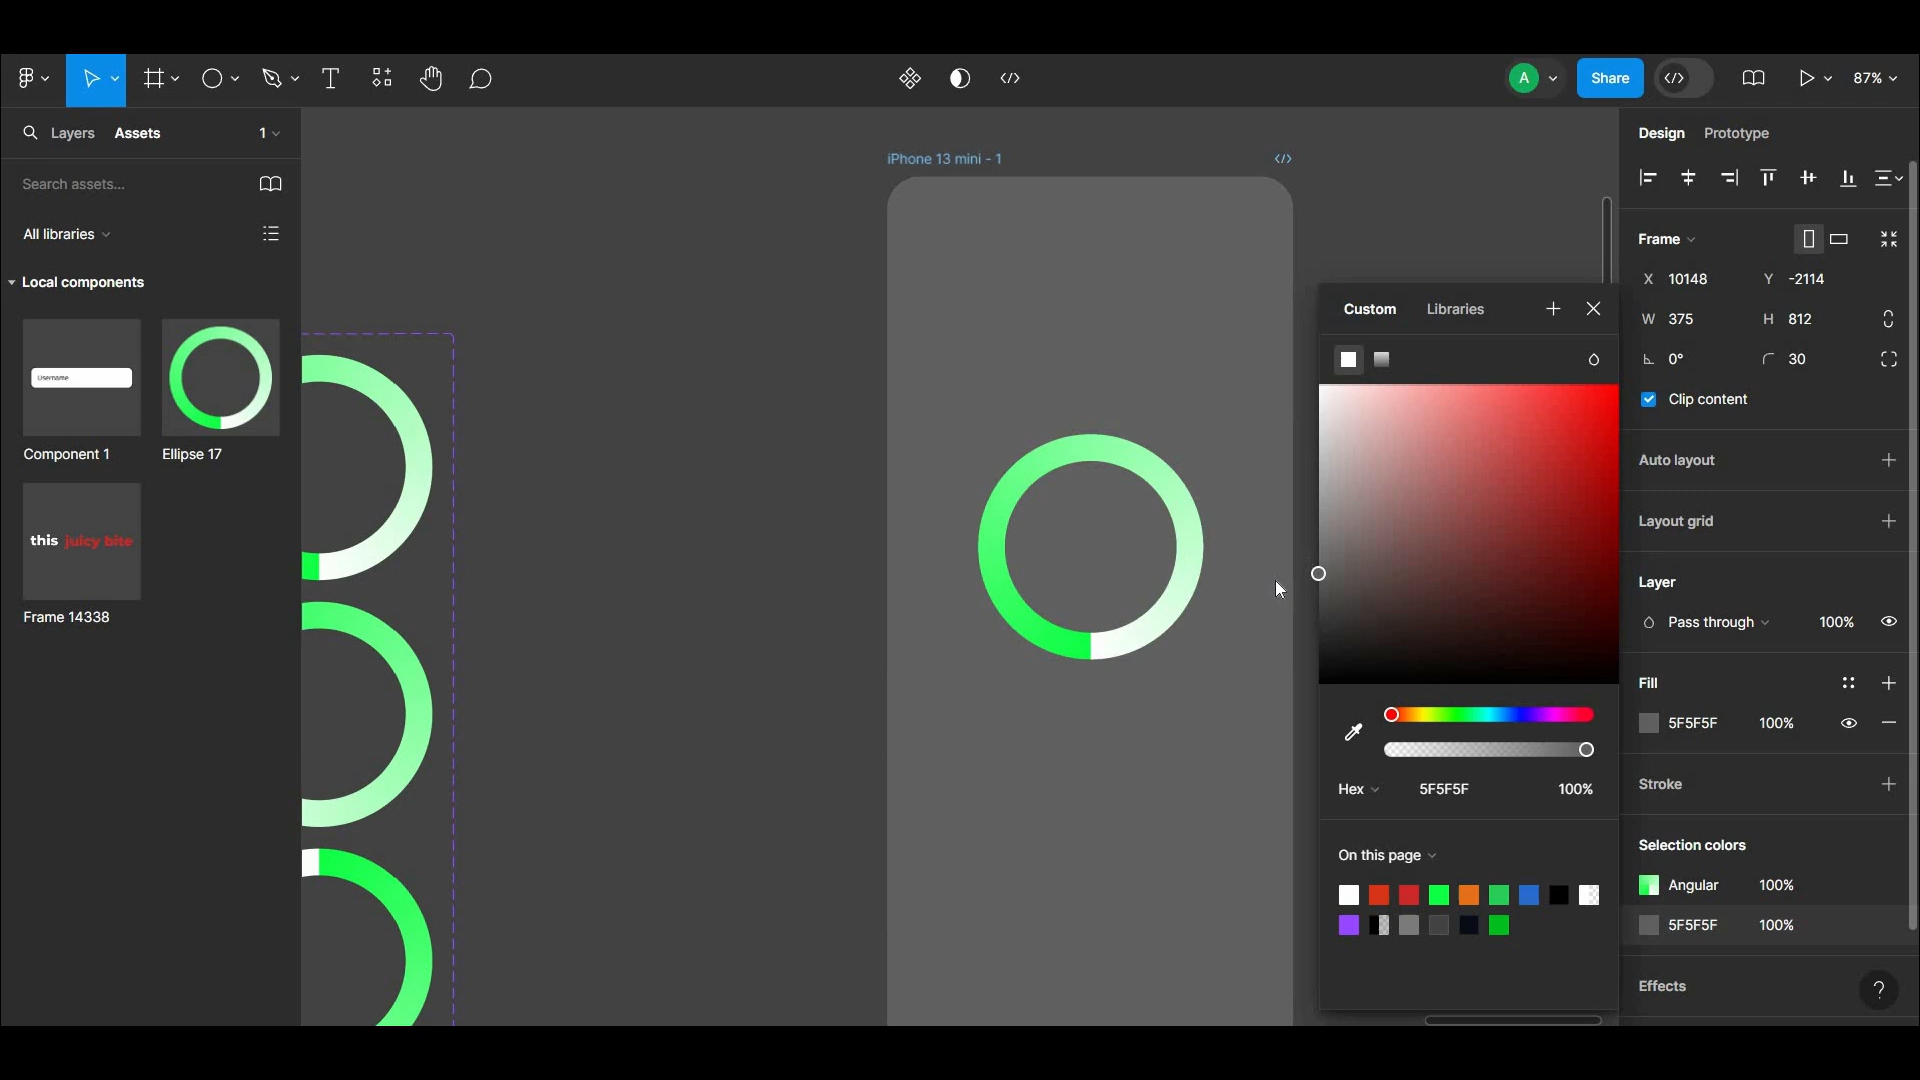 A
Share
87%
Layers
Assets
1
Search assets...
All libraries
Local components
Username
Component 1
Ellipse 17
this juicy bite
Frame 14338
iPhone 13 mini - 1
Custom
Libraries
Hex
5F5F5F
100%
On this page
Design
Prototype
Frame
X 10148
Y -2114
W 375
H 812
0°
30
Clip content
Auto layout
Layout grid
Layer
Pass through
100%
Fill
5F5F5F
100%
Stroke
Selection colors
Angular
100%
5F5F5F
100%
Effects
?